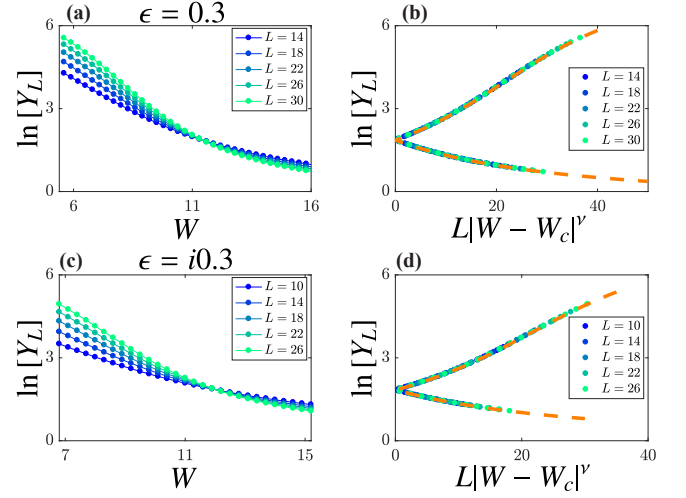 (a) ϵ = 0.3 (b)
6
3
0
ln [Y_L]
6 11 16
W
L = 14
L = 18
L = 22
L = 26
L = 30
6
3
0
ln [Y_L]
0 20 40
L|W − W_c|^ν
L = 14
L = 18
L = 22
L = 26
L = 30
(c) ϵ = i0.3 (d)
6
3
0
ln [Y_L]
7 11 15
W
L = 10
L = 14
L = 18
L = 22
L = 26
6
3
0
ln [Y_L]
0 20 40
L|W − W_c|^ν
L = 10
L = 14
L = 18
L = 22
L = 26